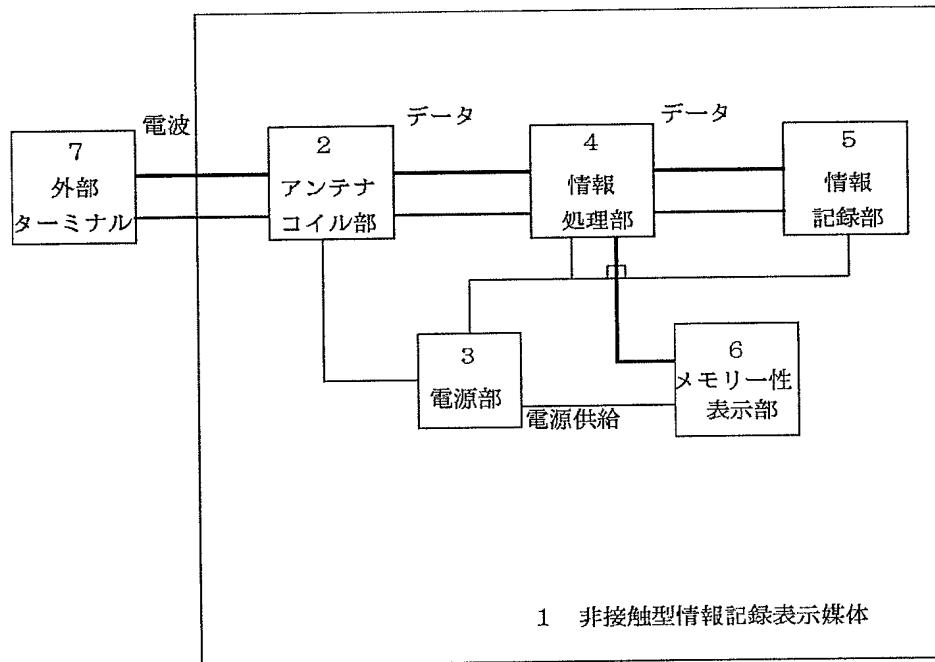 電波
データ
データ
7
外部
ターミナル
2
アンテナ
コイル部
4
情報
処理部
5
情報
記録部
3
電源部
電源供給
6
メモリー性
表示部
1 非接触型情報記録表示媒体